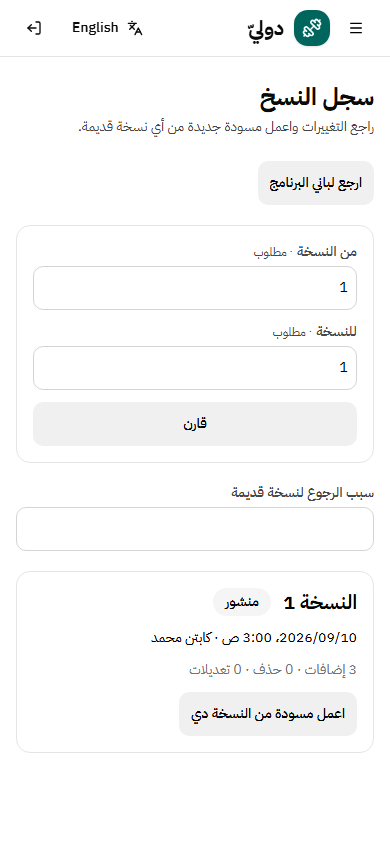 دوليّ
English
سجل النسخ
راجع التغييرات واعمل مسودة جديدة من أي نسخة قديمة.
ارجع لباني البرنامج
من النسخة · مطلوب
1
للنسخة · مطلوب
1
قارن
سبب الرجوع لنسخة قديمة
النسخة 1 منشور
2026/09/10، 3:00 ص · كابتن محمد
3 إضافات · 0 حذف · 0 تعديلات
اعمل مسودة من النسخة دي